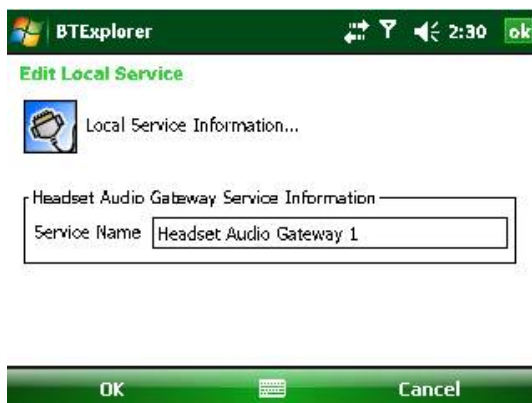 BTExplorer 2:30 ok
Edit Local Service
Local Service Information...
Headset Audio Gateway Service Information
Service Name Headset Audio Gateway 1
OK Cancel